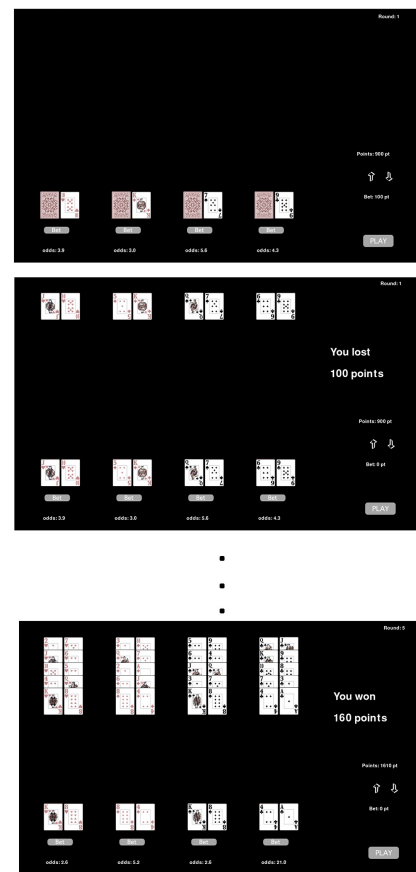 Round: 1
Points: 900 pt
Bet: 100 pt
Bet
Bet
Bet
Bet
PLAY
odds: 3.9
odds: 3.0
odds: 5.6
odds: 4.3
Round: 1
You lost
100 points
Points: 900 pt
Bet: 0 pt
Bet
Bet
Bet
Bet
PLAY
odds: 3.9
odds: 3.0
odds: 5.6
odds: 4.3
Round: 5
You won
160 points
Points: 1610 pt
Bet: 0 pt
Bet
Bet
Bet
Bet
PLAY
odds: 2.6
odds: 5.2
odds: 2.6
odds: 21.0